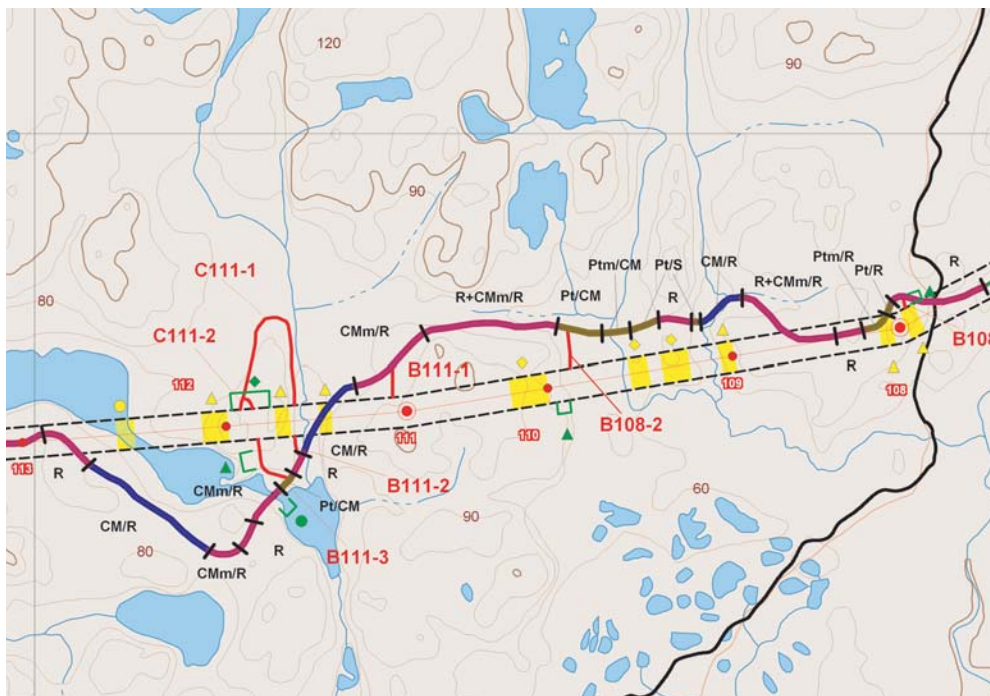 120
90
90
Ptm/R
C111-1
Ptm/CM
Pt/S
CM/R
Pt/R
R
80
R+CMm/R
Pt/CM
R
R+CMm/R
CMm/R
C111-2
B108
R
112
B111-1
109
108
110
111
B108-2
113
R
CM/R
R
B111-2
CMm/R
60
Pt/CM
90
CM/R
80
R
B111-3
CMm/R